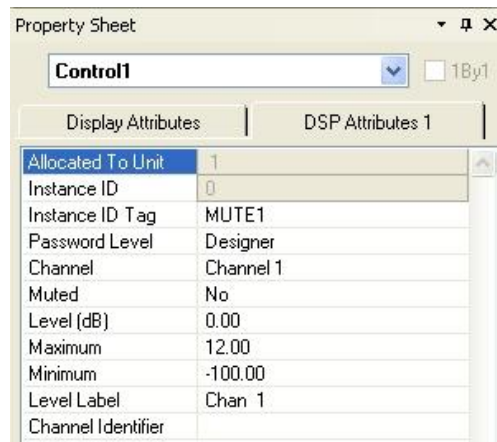 Property Sheet
Control1
1By1
Display Attributes DSP Attributes 1
Allocated To Unit 1
Instance ID 0
Instance ID Tag MUTE1
Password Level Designer
Channel Channel 1
Muted No
Level (dB) 0.00
Maximum 12.00
Minimum -100.00
Level Label Chan 1
Channel Identifier